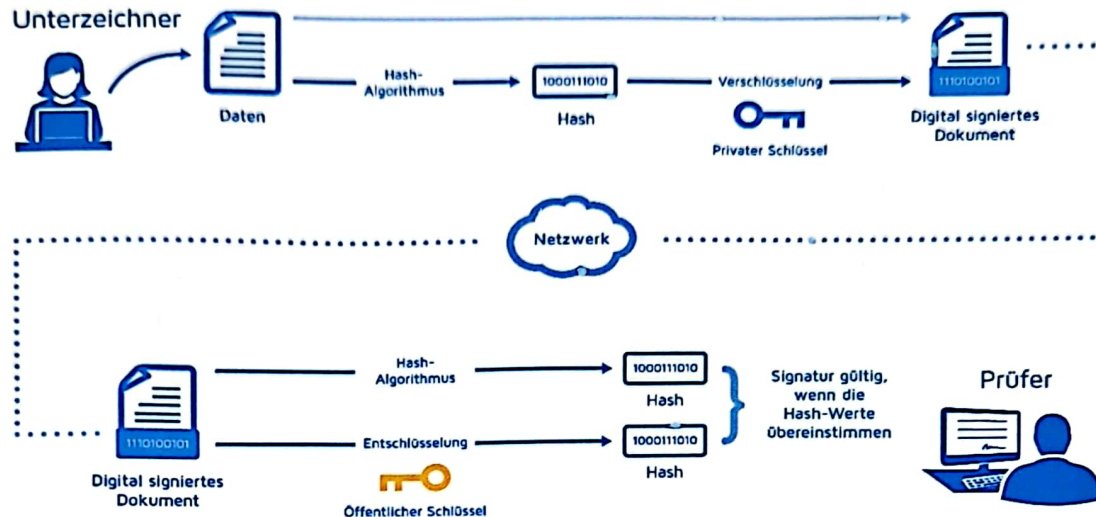 Unterzeichner
Daten
Hash-
Algorithmus
1000111010
Hash
Verschlüsselung
Privater Schlüssel
1110100101
Digital signiertes
Dokument
Netzwerk
1110100101
Digital signiertes
Dokument
Hash-
Algorithmus
1000111010
Hash
Entschlüsselung
Öffentlicher Schlüssel
1000111010
Hash
Signatur gültig,
wenn die
Hash-Werte
übereinstimmen
Prüfer